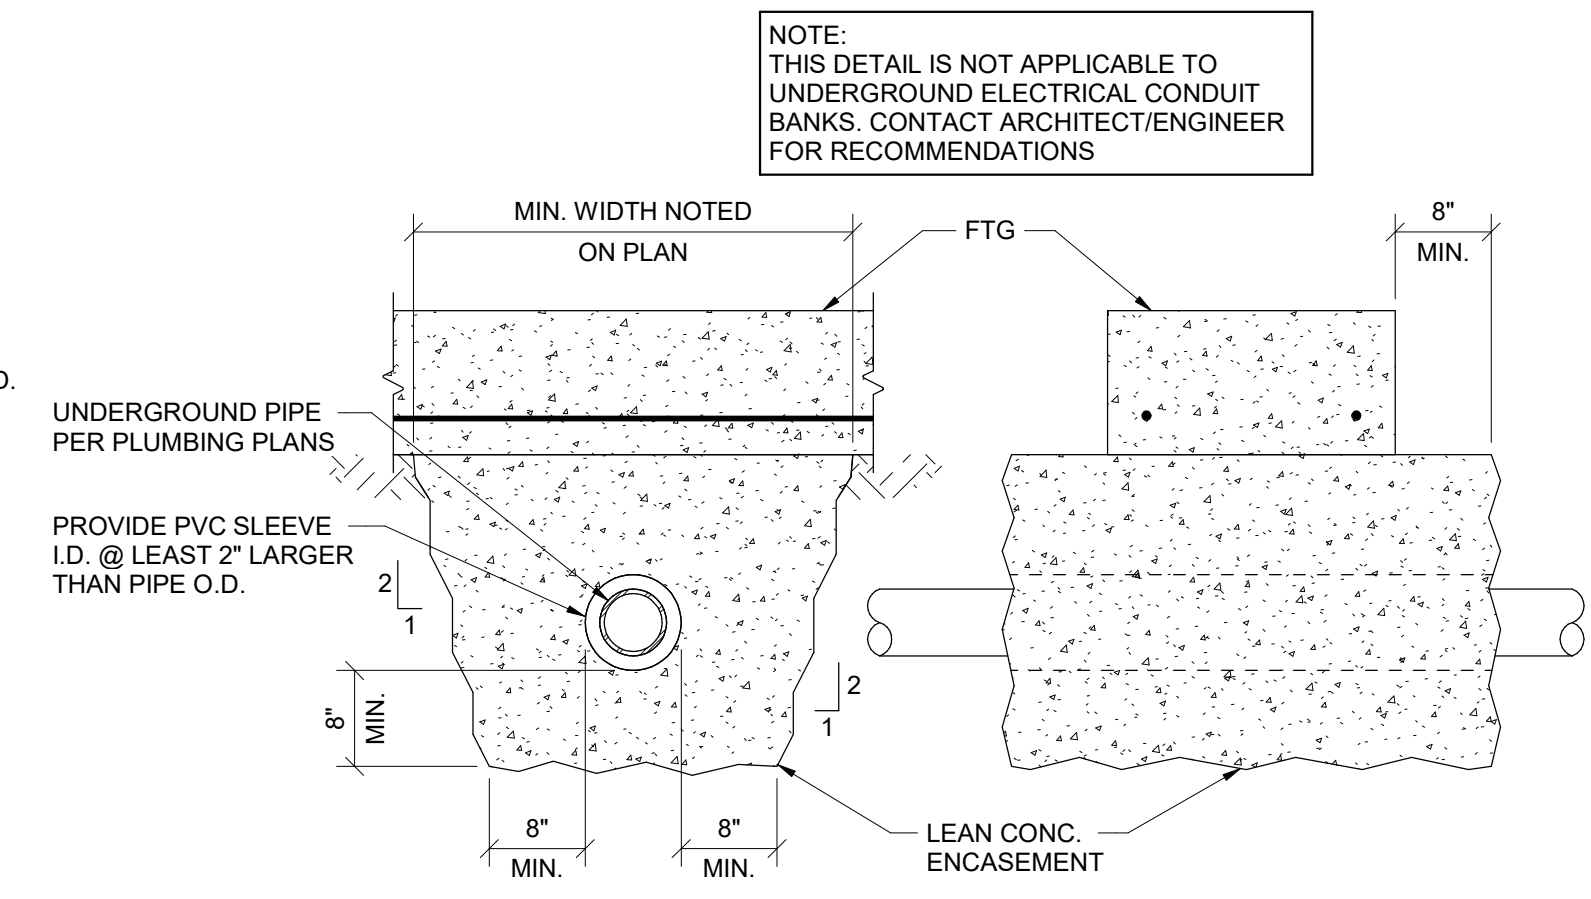 NOTE:
THIS DETAIL IS NOT APPLICABLE TO
UNDERGROUND ELECTRICAL CONDUIT
BANKS. CONTACT ARCHITECT/ENGINEER
FOR RECOMMENDATIONS
MIN. WIDTH NOTED
ON PLAN
FTG
8"
MIN.
D.
UNDERGROUND PIPE
PER PLUMBING PLANS
PROVIDE PVC SLEEVE
I.D. @ LEAST 2" LARGER
THAN PIPE O.D.
2
1
2
1
8"
MIN.
8"
MIN.
8"
MIN.
LEAN CONC.
ENCASEMENT